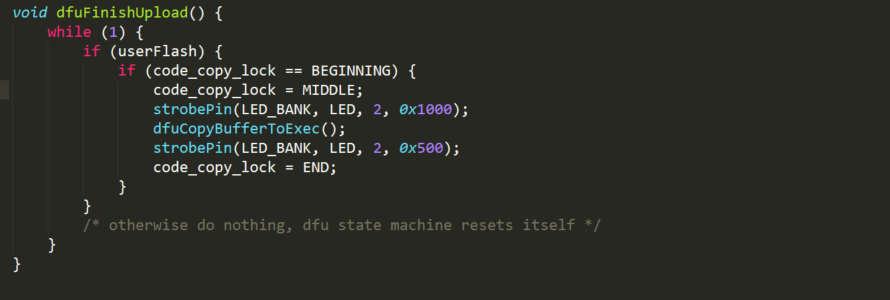 void dfuFinishUpload() {
    while (1) {
        if (userFlash) {
            if (code_copy_lock == BEGINNING) {
                code_copy_lock = MIDDLE;
                strobePin(LED_BANK, LED, 2, 0x1000);
                dfuCopyBufferToExec();
                strobePin(LED_BANK, LED, 2, 0x500);
                code_copy_lock = END;
            }
        }
        /* otherwise do nothing, dfu state machine resets itself */
    }
}